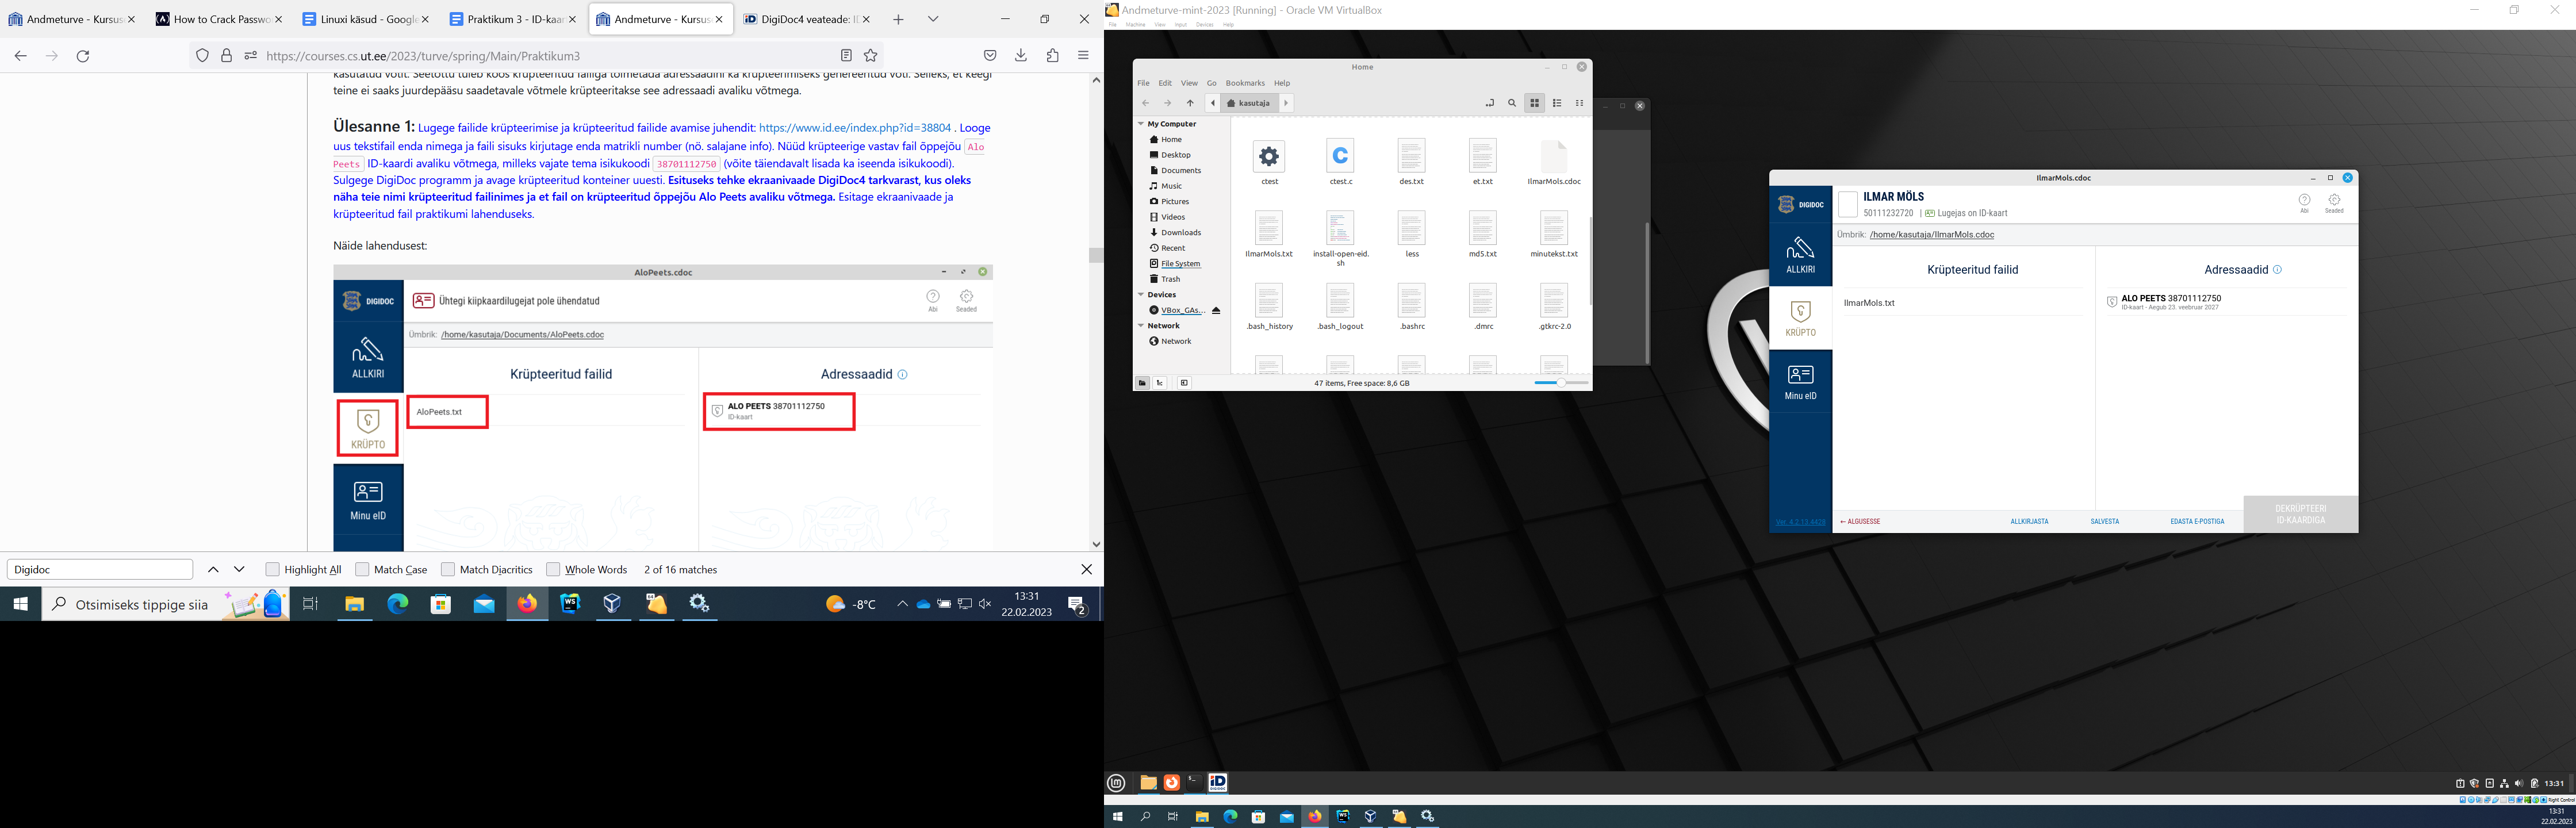 Andmeturve - Kursus
How to Crack Passwo
Linuxi käsud - Google
Praktikum 3 - ID-kaar
Andmeturve - Kursus
DigiDoc4 veateade: I
https://courses.cs.ut.ee/2023/turve/spring/Main/Praktikum3
kasutatud võtit. Seetõttu tuleb koos krüpteeritud failiga toimetada adressaadini ka krüpteerimiseks genereeritud võti. Selleks, et keegi
teine ei saaks juurdepääsu saadetavale võtmele krüpteeritakse see adressaadi avaliku võtmega.
Ülesanne 1: Lugege failide krüpteerimise ja krüpteeritud failide avamise juhendit: https://www.id.ee/index.php?id=38804 . Looge
uus tekstifail enda nimega ja faili sisuks kirjutage enda matrikli number (nö. salajane info). Nüüd krüpteerige vastav fail õppejõu Alo
Peets ID-kaardi avaliku võtmega, milleks vajate tema isikukoodi 38701112750 (võite täiendavalt lisada ka iseenda isikukoodi).
Sulgege DigiDoc programm ja avage krüpteeritud konteiner uuesti. Esituseks tehke ekraanivaade DigiDoc4 tarkvarast, kus oleks
näha teie nimi krüpteeritud failinimes ja et fail on krüpteeritud õppejõu Alo Peets avaliku võtmega. Esitage ekraanivaade ja
krüpteeritud fail praktikumi lahenduseks.
Näide lahendusest:
AloPeets.cdoc
DIGIDOC
Ühtegi kiipkaardilugejat pole ühendatud
Abi
Seaded
Ümbrik: /home/kasutaja/Documents/AloPeets.cdoc
ALLKIRI
Krüpteeritud failid
Adressaadid
AloPeets.txt
ALO PEETS 38701112750
ID-kaart
KRÜPTO
Minu eID
Digidoc
Highlight All
Match Case
Match Diacritics
Whole Words
2 of 16 matches
Otsimiseks tippige siia
-8°C
13:31
22.02.2023
2
Andmeturve-mint-2023 [Running] - Oracle VM VirtualBox
File Machine View Input Devices Help
Home
File Edit View Go Bookmarks Help
kasutaja
My Computer
Home
Desktop
Documents
Music
Pictures
Videos
Downloads
Recent
File System
Trash
Devices
VBox_GAs...
Network
Network
ctest
ctest.c
des.txt
et.txt
IlmarMols.cdoc
IlmarMols.txt
install-open-eid.
sh
less
md5.txt
minutekst.txt
.bash_history
.bash_logout
.bashrc
.dmrc
.gtkrc-2.0
47 items, Free space: 8,6 GB
IlmarMols.cdoc
DIGIDOC
ILMAR MÖLS
50111232720 | Lugejas on ID-kaart
Abi
Seaded
Ümbrik: /home/kasutaja/IlmarMols.cdoc
ALLKIRI
Krüpteeritud failid
Adressaadid
IlmarMols.txt
ALO PEETS 38701112750
ID-kaart - Aegub 23. veebruar 2027
KRÜPTO
Minu eID
Ver. 4.2.13.4428
← ALGUSESSE
ALLKIRJASTA
SALVESTA
EDASTA E-POSTIGA
DEKRÜPTEERI
ID-KAARDIGA
13:31
Right Control
13:31
22.02.2023